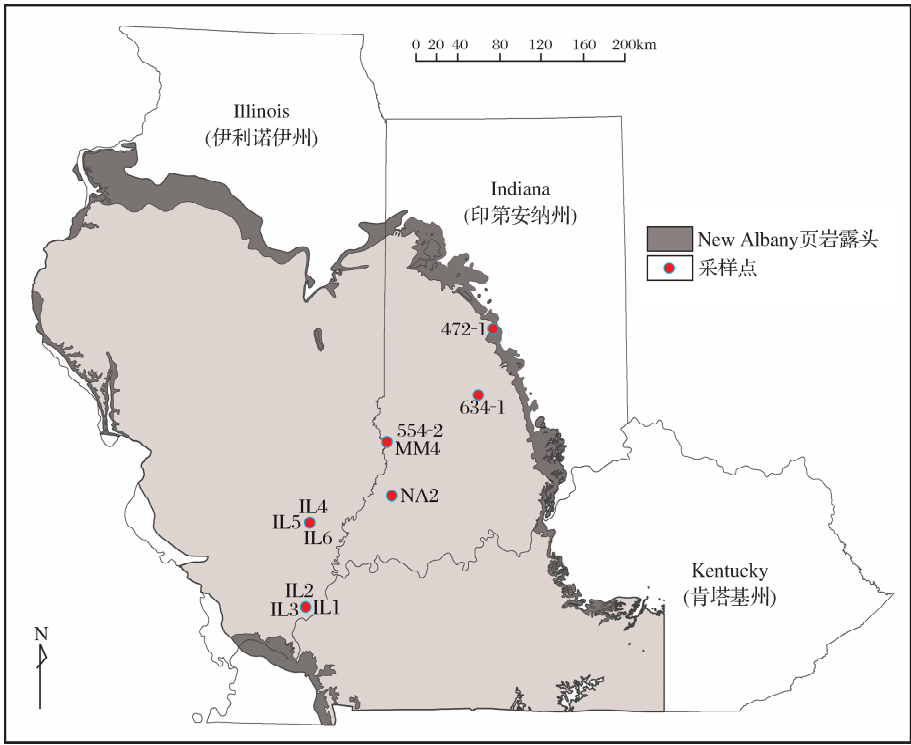 0 20 40 80 120 160 200km
Illinois
(伊利诺伊州)
Indiana
(印第安纳州)
New Albany页岩露头
采样点
472-1
634-1
554-2
MM4
NA2
IL4
IL5
IL6
IL2
IL3 IL1
Kentucky
(肯塔基州)
N